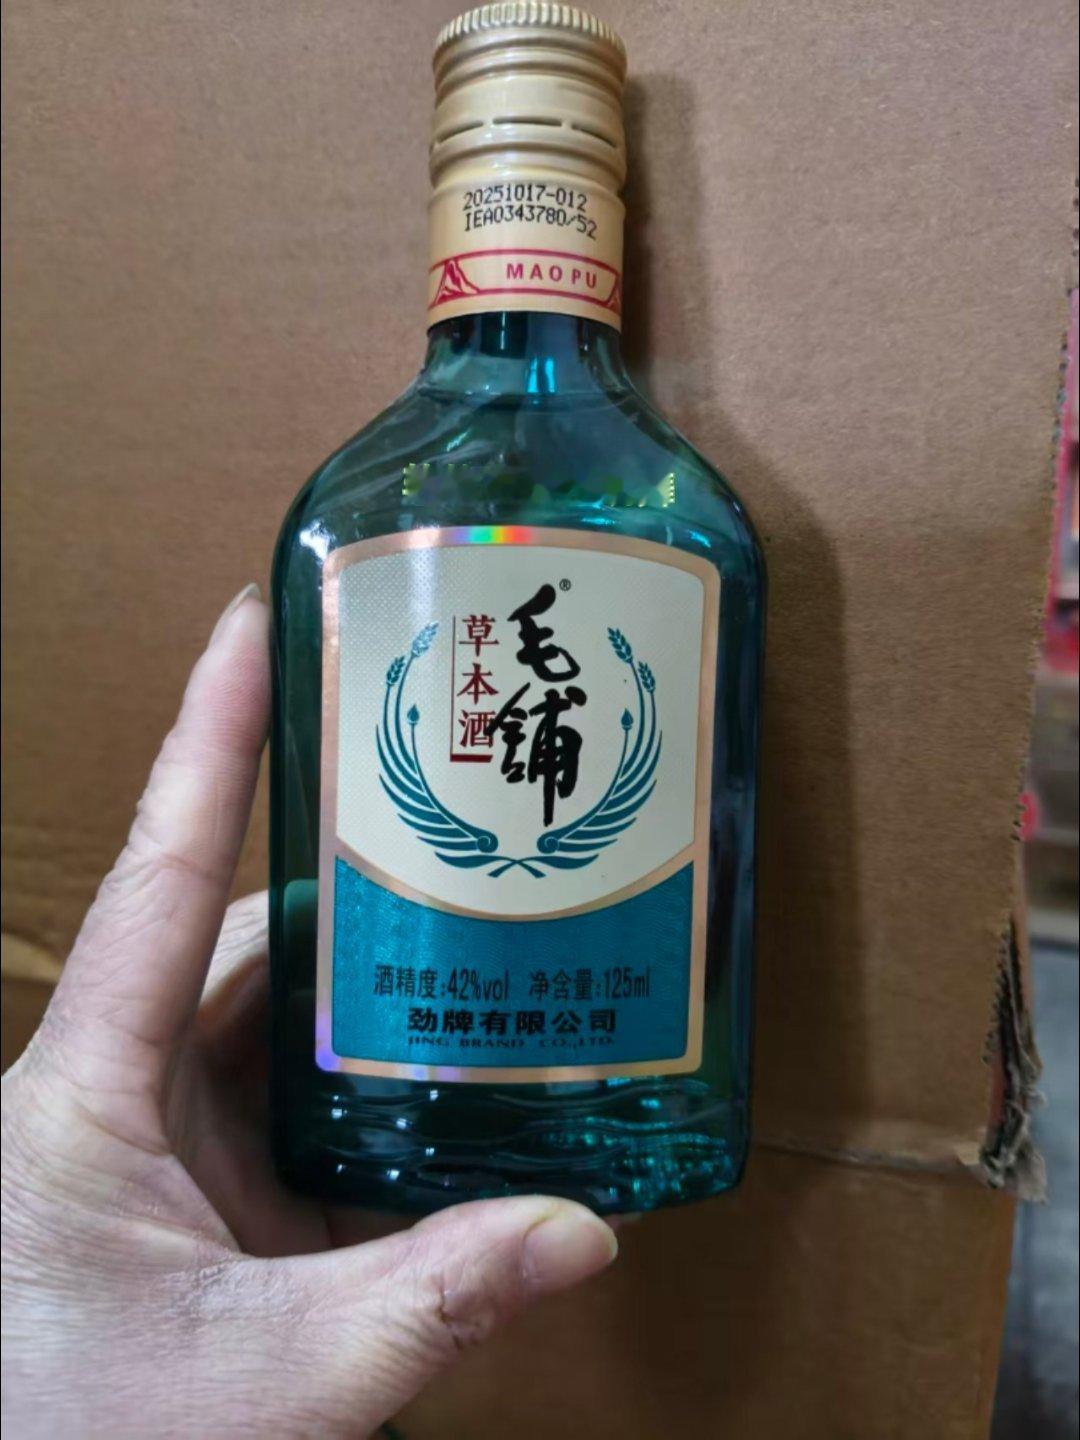 20251017-012
IEA0343780/52
MAO PU
毛铺®
草本酒
酒精度:42%vol 净含量:125ml
劲牌有限公司
JING BRAND CO.,LTD.